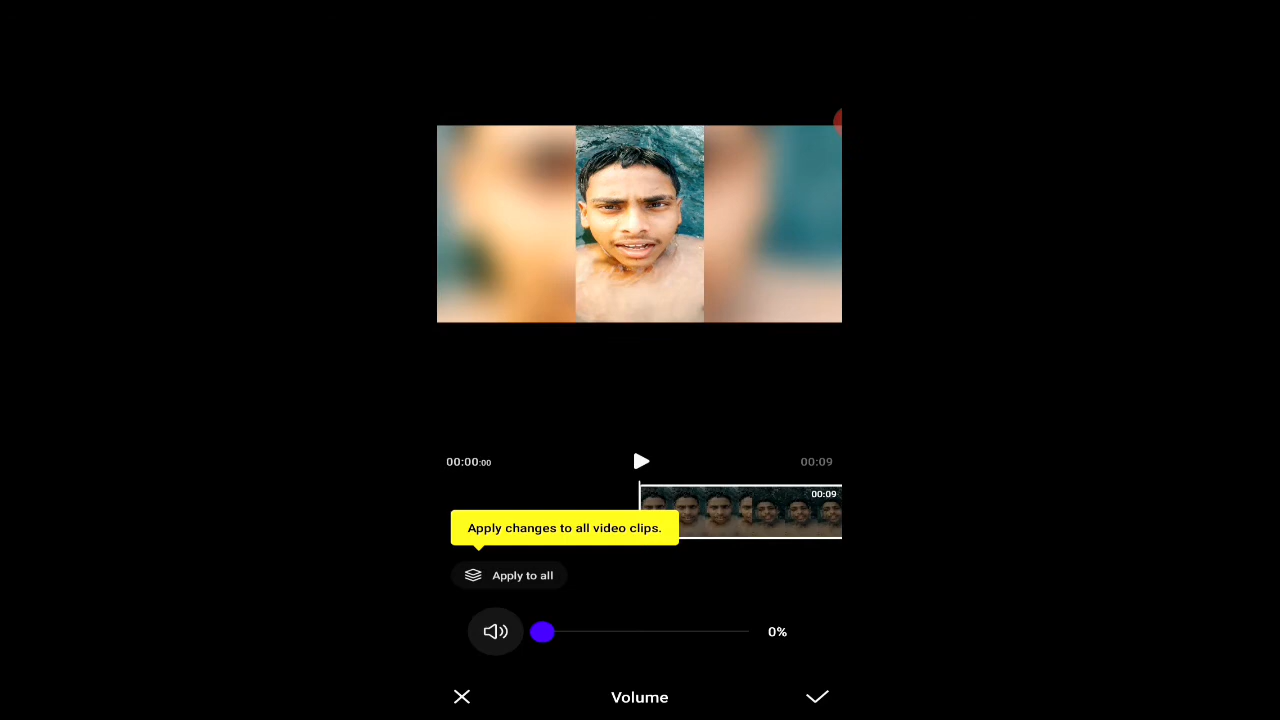 00:00:00
00:09
00:09
Apply changes to all video clips.
Apply to all
0%
Volume